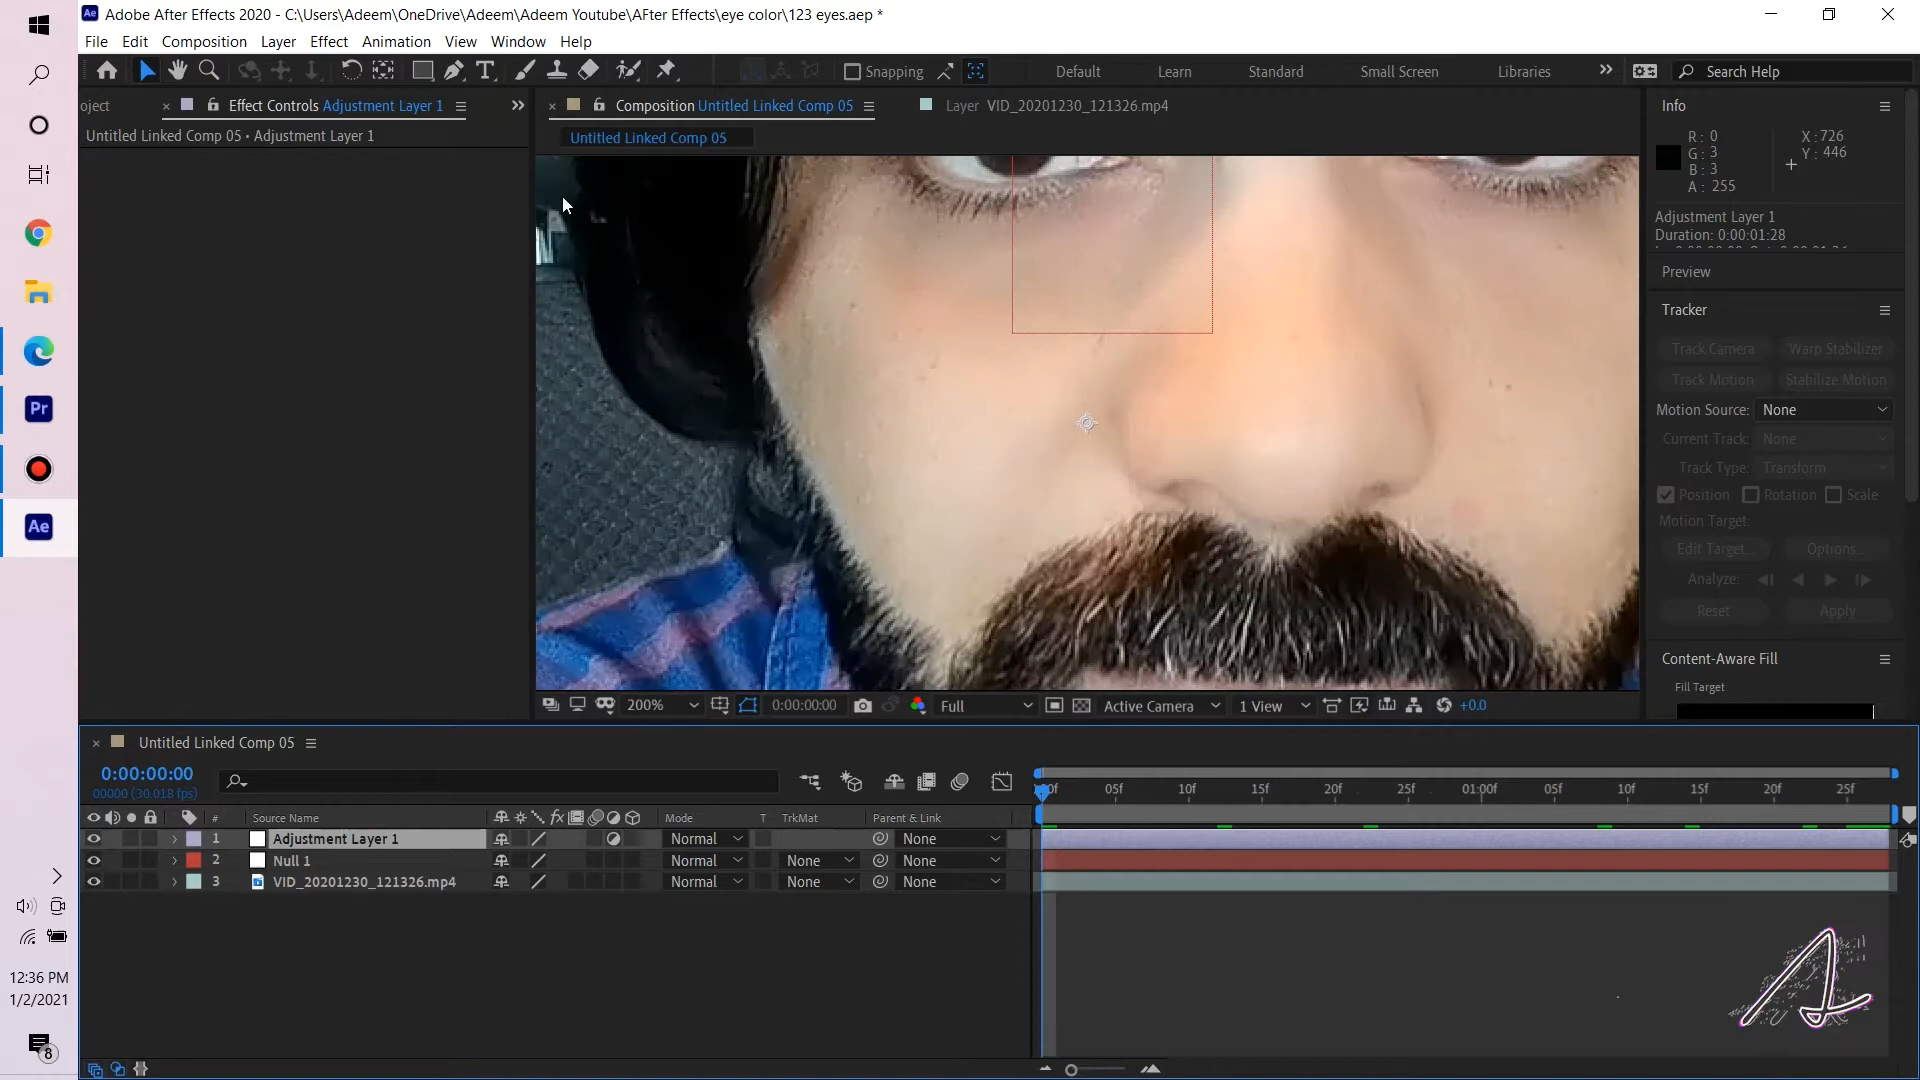 Adobe After Effects 2020 - C:\Users\Adeem\OneDrive\Adeem\Adeem Youtube\AFter Effects\eye color\123 eyes.aep *
File Edit Composition Layer Effect Animation View Window Help
Snapping Default Learn Standard Small Screen Libraries Search Help
oject Effect Controls Adjustment Layer 1
Composition Untitled Linked Comp 05
Layer VID_20201230_121326.mp4
Info
Untitled Linked Comp 05 • Adjustment Layer 1
Untitled Linked Comp 05
R: 0
G: 3
B: 3
A: 255
X: 726
Y: 446
Adjustment Layer 1
Duration: 0:00:01:28
Preview
Tracker
Track Camera Warp Stabilizer
Track Motion Stabilize Motion
Motion Source: None
Current Track: None
Track Type: Transform
Position Rotation Scale
Motion Target:
Edit Target... Options...
Analyze:
Reset Apply
Content-Aware Fill
Fill Target
200% 0:00:00:00 Full Active Camera 1 View +0.0
Untitled Linked Comp 05
0:00:00:00
00000 (30.018 fps)
05f 10f 15f 20f 25f 01:00f 05f 10f 15f 20f 25f
# Source Name fx Mode T TrkMat Parent & Link
1 Adjustment Layer 1 Normal None
2 Null 1 Normal None None
3 VID_20201230_121326.mp4 Normal None None
Pr
Ae
12:36 PM
1/2/2021
8